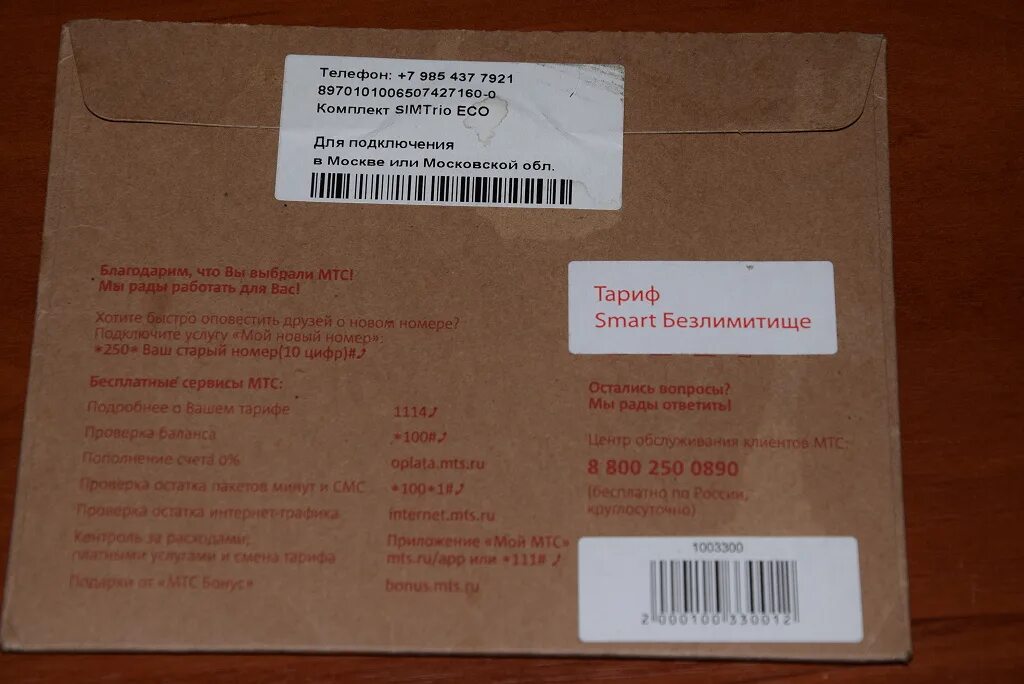 Телефон: +7 985 437 7921
8970101006507427160-0
Комплект SIMTrio ECO
Для подключения
в Москве или Московской обл.
Благодарим, что Вы выбрали МТС!
Мы рады работать для Вас!
Хотите быстро оповестить друзей о новом номере?
Подключите услугу «Мой новый номер»:
*250* Ваш старый номер(10 цифр)#
Бесплатные сервисы МТС:
Подробнее о Вашем тарифе 1114
Проверка баланса *100#
Пополнение счета 0% oplata.mts.ru
Проверка остатка пакетов минут и СМС *100*1#
Проверка остатка интернет-трафика internet.mts.ru
Контроль за расходами, Приложение «Мой МТС»
платными услугами и смена тарифа mts.ru/app или *111#
Подарки от «МТС Бонус» bonus.mts.ru
Тариф
Smart Безлимитище
Остались вопросы?
Мы рады ответить!
Центр обслуживания клиентов МТС:
8 800 250 0890
(бесплатно по России,
круглосуточно)
1003300
2000100330012